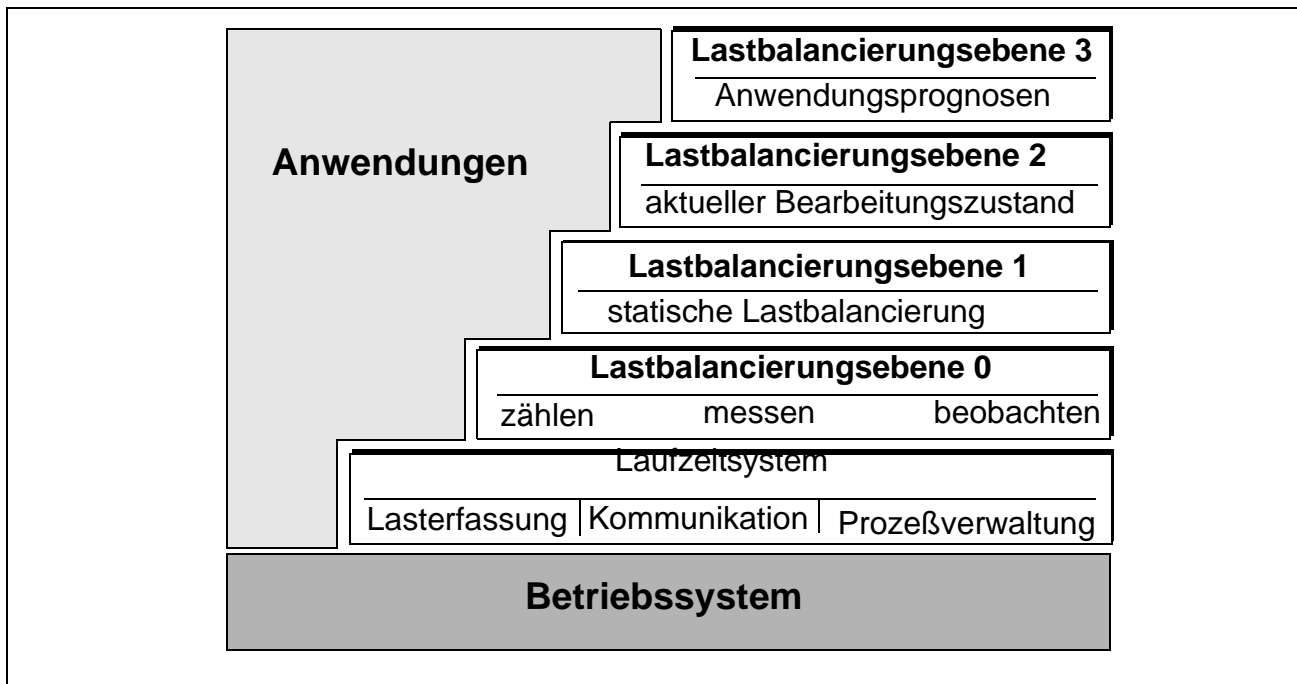 Lastbalancierungsebene 3
Anwendungsprognosen
Anwendungen
Lastbalancierungsebene 2
aktueller Bearbeitungszustand
Lastbalancierungsebene 1
statische Lastbalancierung
Lastbalancierungsebene 0
zählen messen beobachten
Laufzeitsystem
Lasterfassung Kommunikation Prozeßverwaltung
Betriebssystem